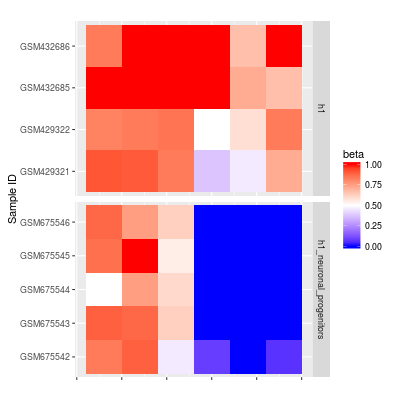 GSM432686
GSM432685
GSM429322
GSM429321
h1
GSM675546
GSM675545
GSM675544
GSM675543
GSM675542
h1_neuronal_progenitors
Sample ID
beta
1.00
0.75
0.50
0.25
0.00